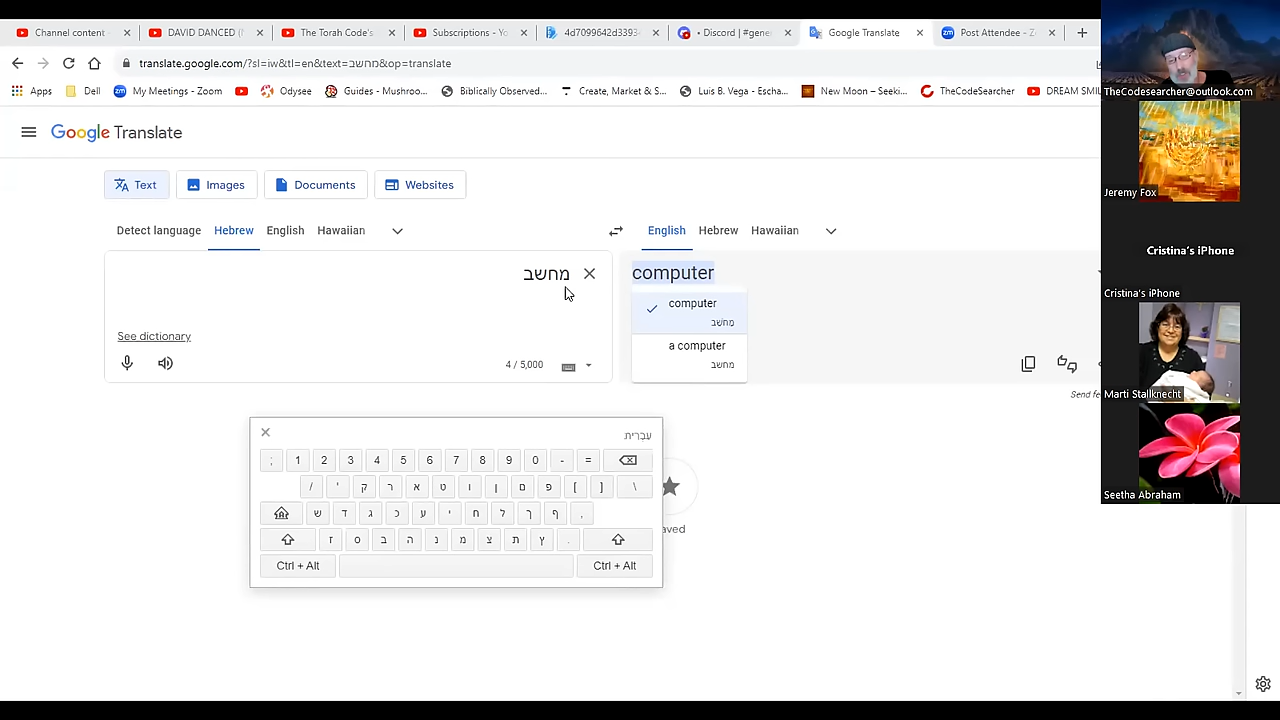 Channel content
DAVID DANCED
The Torah Code's
Subscriptions - Yo
4d7099642d3393
• Discord | #gene
Google Translate
Post Attendee - Z
translate.google.com/?sl=iw&tl=en&text=מחשב&op=translate
Apps
Dell
My Meetings - Zoom
Odysee
Guides - Mushroo...
Biblically Observed...
Create, Market & S...
Luis B. Vega - Escha...
New Moon – Seeki...
TheCodeSearcher
DREAM SMIL
TheCodesearcher@outlook.com
Google Translate
Text
Images
Documents
Websites
Jeremy Fox
Detect language
Hebrew
English
Hawaiian
English
Hebrew
Hawaiian
Cristina's iPhone
Cristina's iPhone
מחשב
computer
computer
מַחשֵׁב
a computer
מחשב
See dictionary
4 / 5,000
Send fe
Marti Stallknecht
עִבְרִית
; 1 2 3 4 5 6 7 8 9 0 - =
/ ' ק ר א ט ו ן ם פ [ ] \
ש ד ג כ ע י ח ל ך ף ,
ז ס ב ה נ מ צ ת ץ .
Ctrl + Alt
Ctrl + Alt
aved
Seetha Abraham